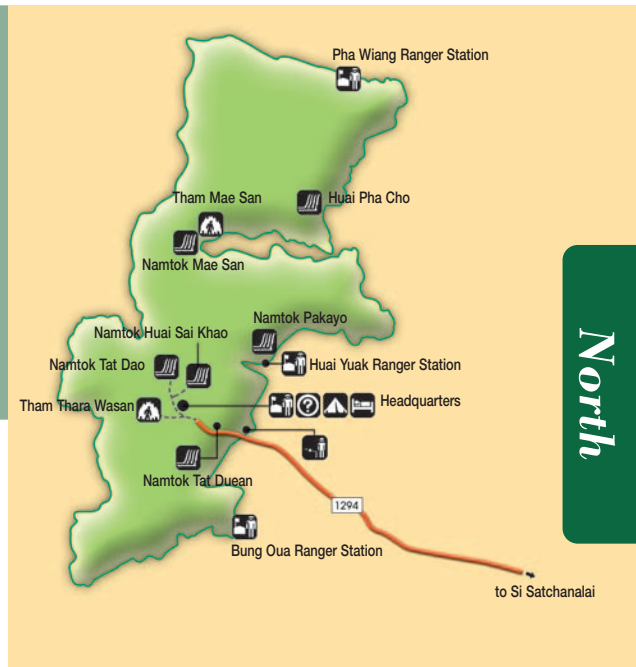 Pha Wiang Ranger Station
Tham Mae San
Huai Pha Cho
Namtok Mae San
Namtok Pakayo
Namtok Huai Sai Khao
Namtok Tat Dao
Huai Yuak Ranger Station
Tham Thara Wasan
Headquarters
Namtok Tat Duean
1294
Bung Oua Ranger Station
to Si Satchanalai
North